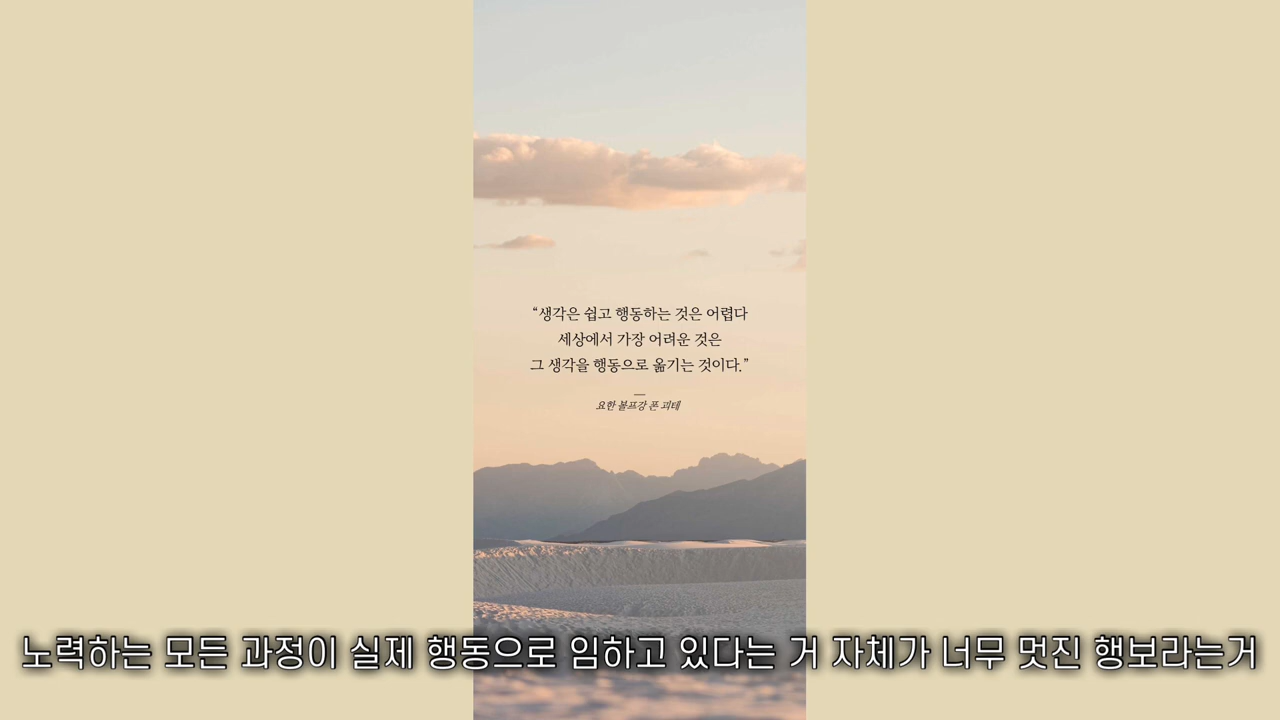 “생각은 쉽고 행동하는 것은 어렵다
세상에서 가장 어려운 것은
그 생각을 행동으로 옮기는 것이다.”
요한 볼프강 폰 괴테
노력하는 모든 과정이 실제 행동으로 임하고 있다는 거 자체가 너무 멋진 행보라는거